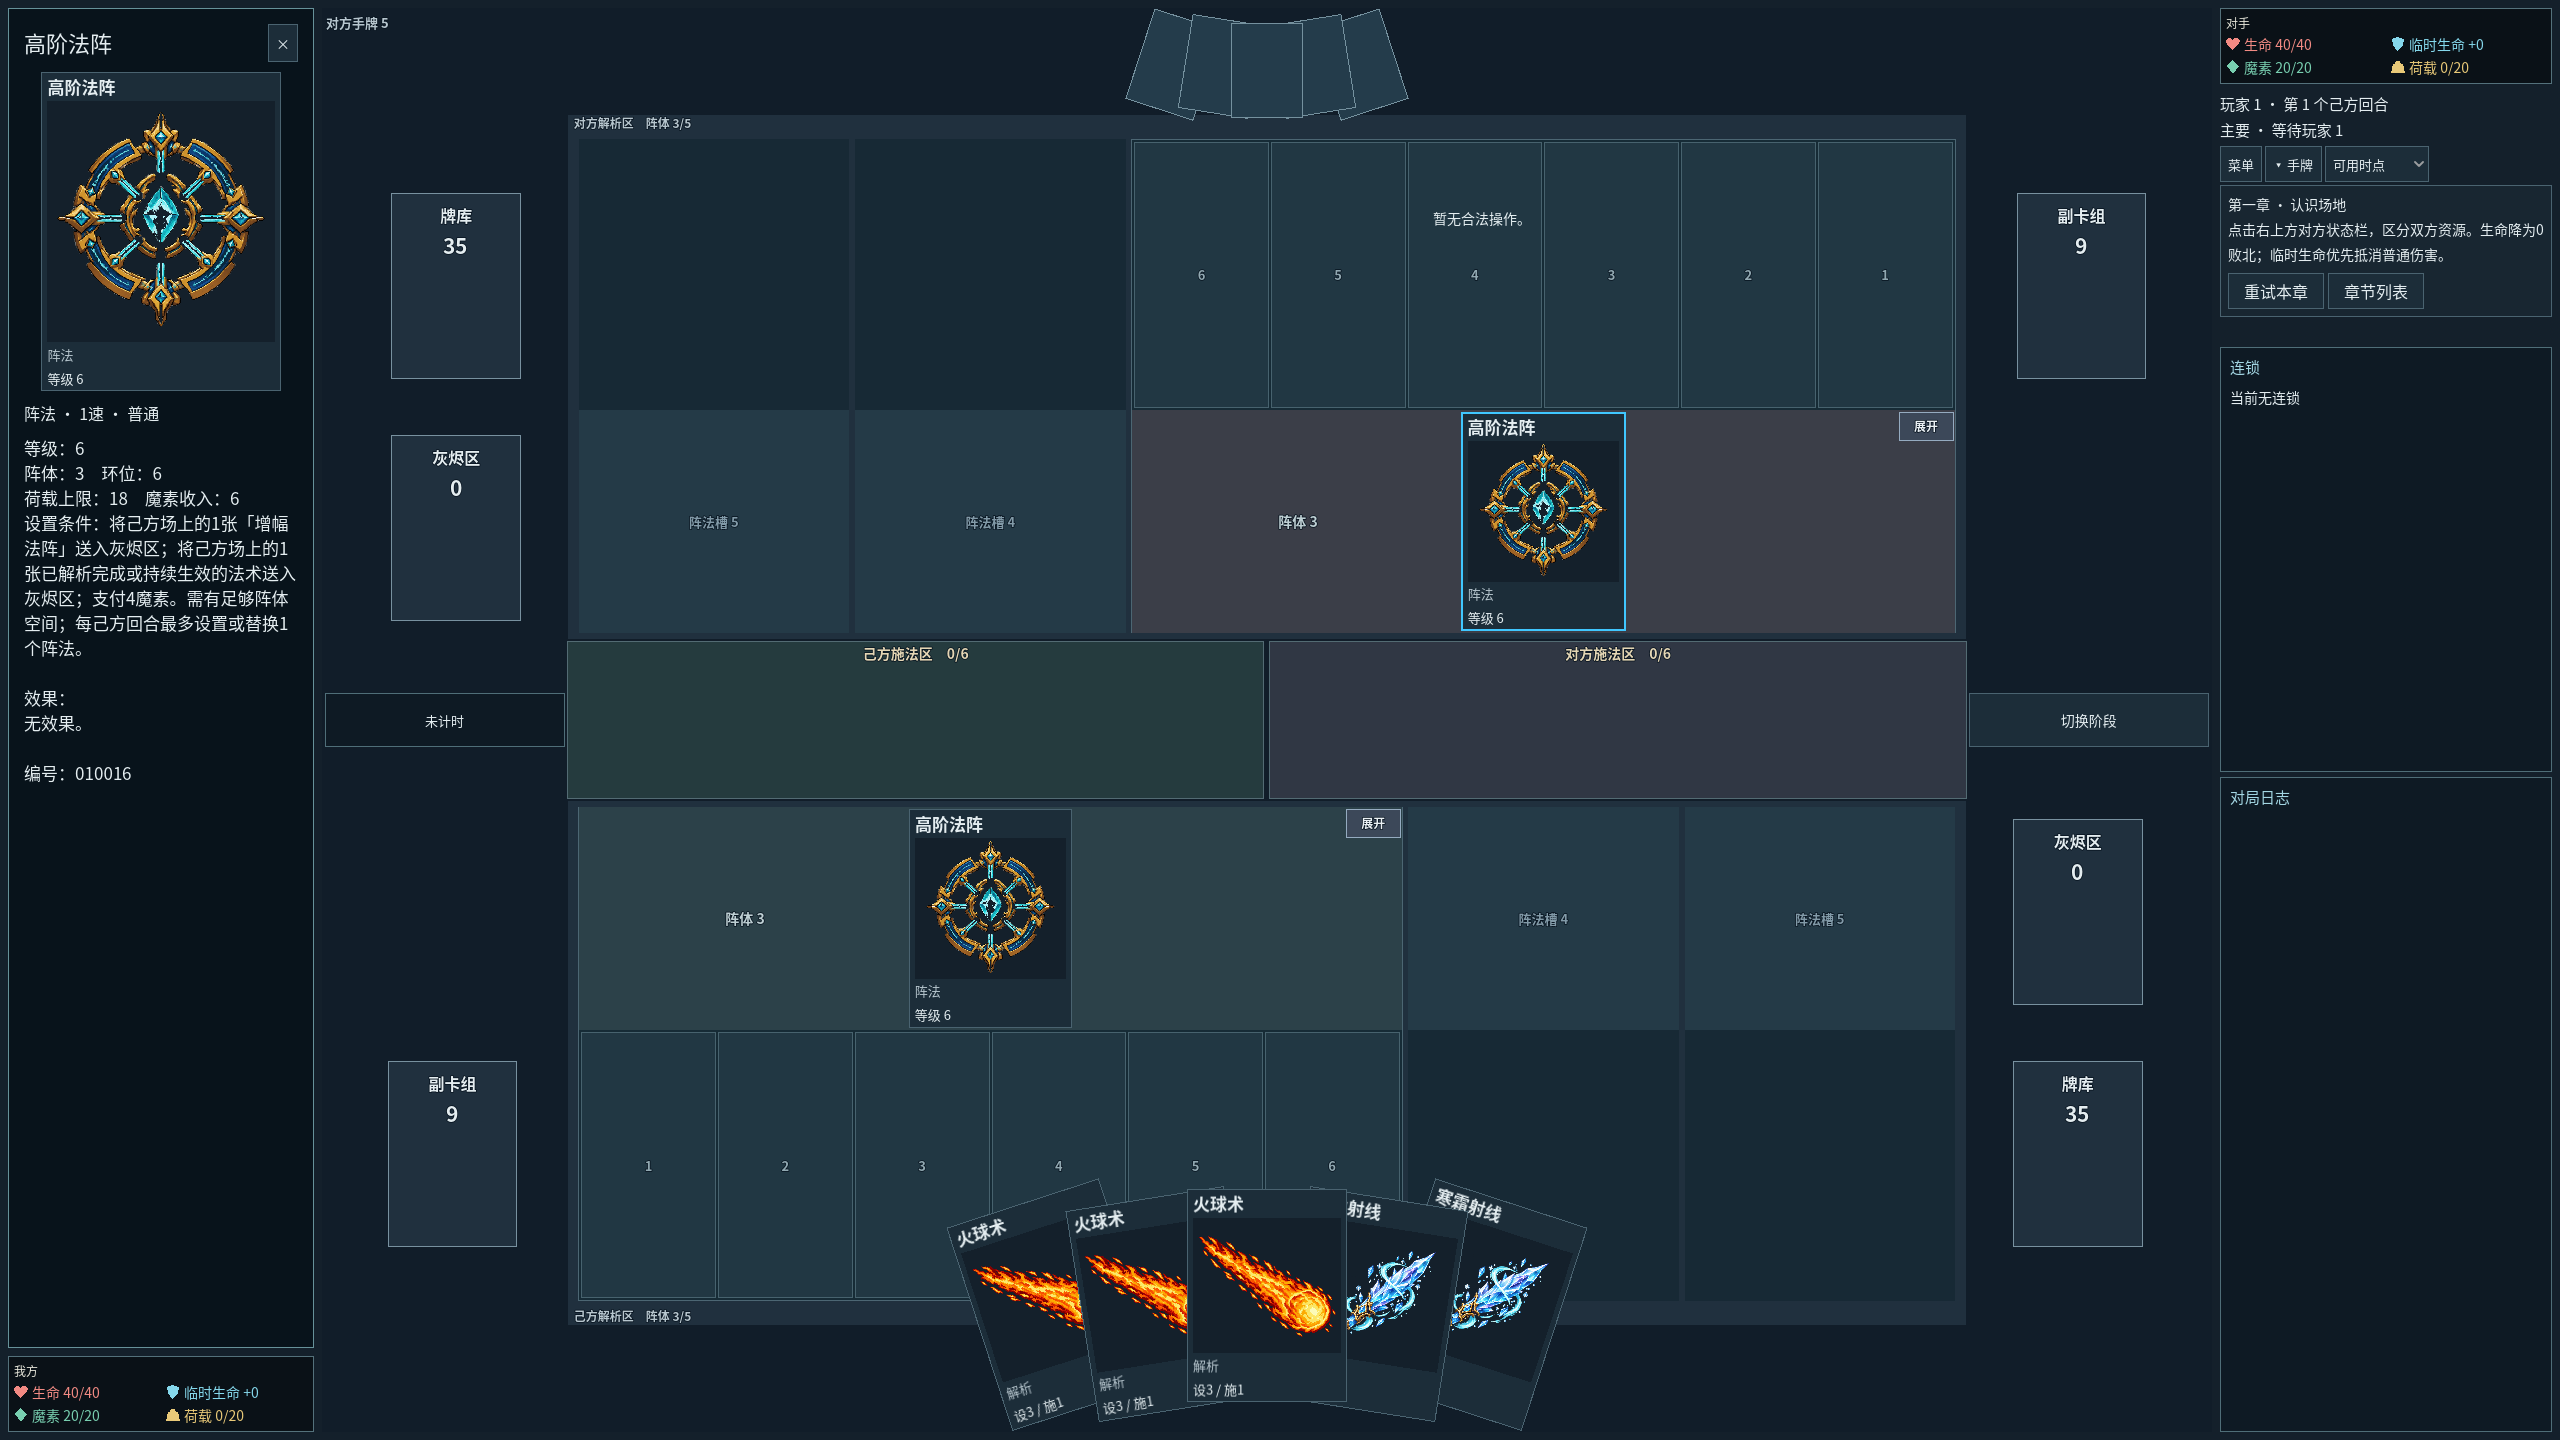 高阶法阵
×
高阶法阵
阵法
等级 6
阵法 · 1速 · 普通
等级：6
阵体：3 环位：6
荷载上限：18 魔素收入：6
设置条件：将己方场上的1张「增幅
法阵」送入灰烬区；将己方场上的1
张已解析完成或持续生效的法术送入
灰烬区；支付4魔素。需有足够阵体
空间；每己方回合最多设置或替换1
个阵法。
效果：
无效果。
编号：010016
我方
生命 40/40
临时生命 +0
魔素 20/20
荷载 0/20
对方手牌 5
对方解析区 阵体 3/5
牌库
35
灰烬区
0
6
5
4
3
2
1
暂无合法操作。
副卡组
9
阵法槽 5
阵法槽 4
阵体 3
高阶法阵
阵法
等级 6
展开
未计时
己方施法区 0/6
对方施法区 0/6
切换阶段
阵体 3
高阶法阵
阵法
等级 6
展开
阵法槽 4
阵法槽 5
灰烬区
0
副卡组
9
1
2
3
4
5
6
牌库
35
己方解析区 阵体 3/5
火球术
解析
设3 / 施1
火球术
解析
设3 / 施1
火球术
解析
设3 / 施1
射线
寒霜射线
对手
生命 40/40
临时生命 +0
魔素 20/20
荷载 0/20
玩家 1 · 第 1 个己方回合
主要 · 等待玩家 1
菜单
▾ 手牌
可用时点
第一章 · 认识场地
点击右上方对方状态栏，区分双方资源。生命降为0
败北；临时生命优先抵消普通伤害。
重试本章
章节列表
连锁
当前无连锁
对局日志